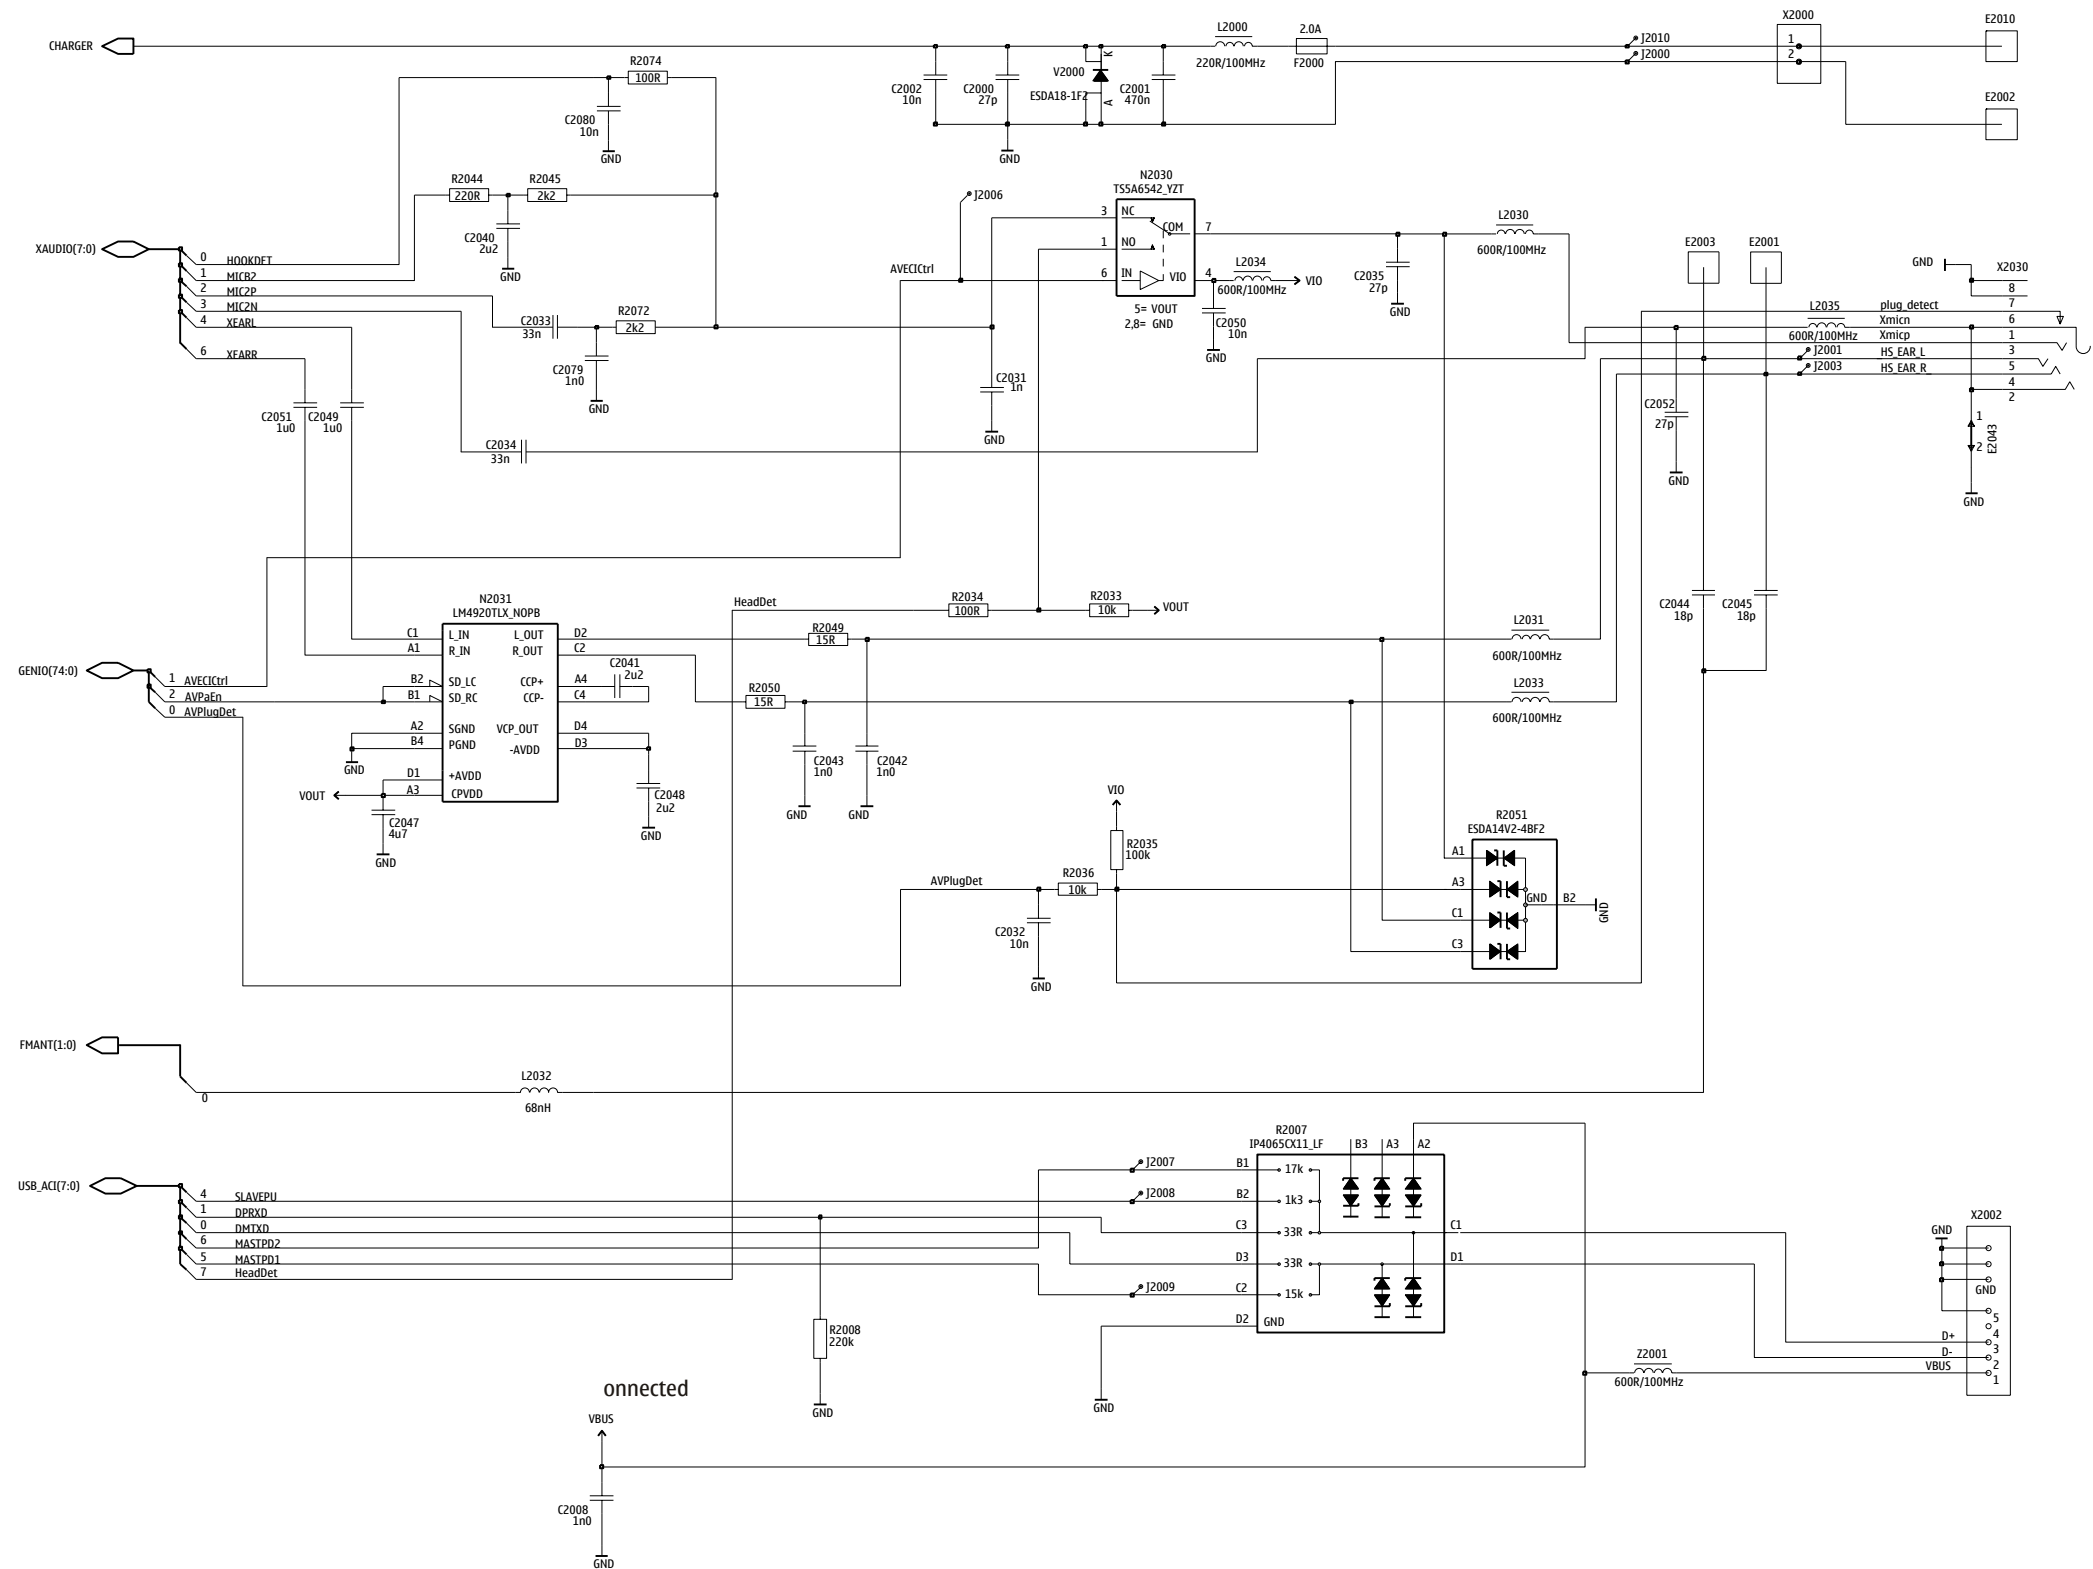 CHARGER
L2000
220R/100MHz
2.0A
F2000
J2010
J2000
X2000
1
2
E2010
E2002
R2074
100R
C2080
10n
GND
C2002
10n
C2000
27p
GND
V2000
K
A
ESDA18-1F2
C2001
470n
R2044
220R
R2045
2k2
C2040
2u2
GND
J2006
N2030
TS5A6542_YZT
3 NC
COM 7
1 NO
6 IN
VIO 4
5= VOUT
2,8= GND
AVECICtrl
L2034
600R/100MHz
VIO
C2050
10n
GND
C2035
27p
GND
L2030
600R/100MHz
E2003
E2001
GND
X2030
8
7
6
1
3
5
4
2
plug_detect
L2035
600R/100MHz
Xmicn
Xmicp
J2001
HS_EAR_L
J2003
HS_EAR_R
XAUDIO(7:0)
0 HOOKDET
1 MICB2
2 MIC2P
3 MIC2N
4 XEARL
6 XEARR
C2033
33n
R2072
2k2
C2079
1n0
GND
C2031
1n
GND
C2051
1u0
C2049
1u0
C2034
33n
C2052
27p
GND
1
2
E2043
GND
C2044
18p
C2045
18p
N2031
LM4920TLX_NOPB
C1 L_IN
A1 R_IN
B2 SD_LC
B1 SD_RC
A2 SGND
B4 PGND
D1 +AVDD
A3 CPVDD
L_OUT D2
R_OUT C2
CCP+ A4
CCP- C4
VCP_OUT D4
-AVDD D3
GND
VOUT
C2047
4u7
GND
C2041
2u2
C2048
2u2
GND
GENIO(74:0)
1 AVECICtrl
2 AVPaEn
0 AVPlugDet
HeadDet
R2034
100R
R2033
10k
VOUT
R2049
15R
R2050
15R
C2043
1n0
GND
C2042
1n0
GND
L2031
600R/100MHz
L2033
600R/100MHz
VIO
R2035
100k
AVPlugDet
R2036
10k
C2032
10n
GND
R2051
ESDA14V2-4BF2
A1
A3
C1
C3
GND
B2
GND
FMANT(1:0)
0
L2032
68nH
USB_ACI(7:0)
4 SLAVEPU
1 DPRXD
0 DMTXD
6 MASTPD2
5 MASTPD1
7 HeadDet
J2007
J2008
J2009
R2007
IP4065CX11_LF
B3
A3
A2
B1 17k
B2 1k3
C3 33R
D3 33R
C2 15k
D2 GND
C1
D1
GND
R2008
220k
GND
onnected
VBUS
C2008
1n0
GND
Z2001
600R/100MHz
X2002
GND
GND
5
4
3
2
1
D+
D-
VBUS